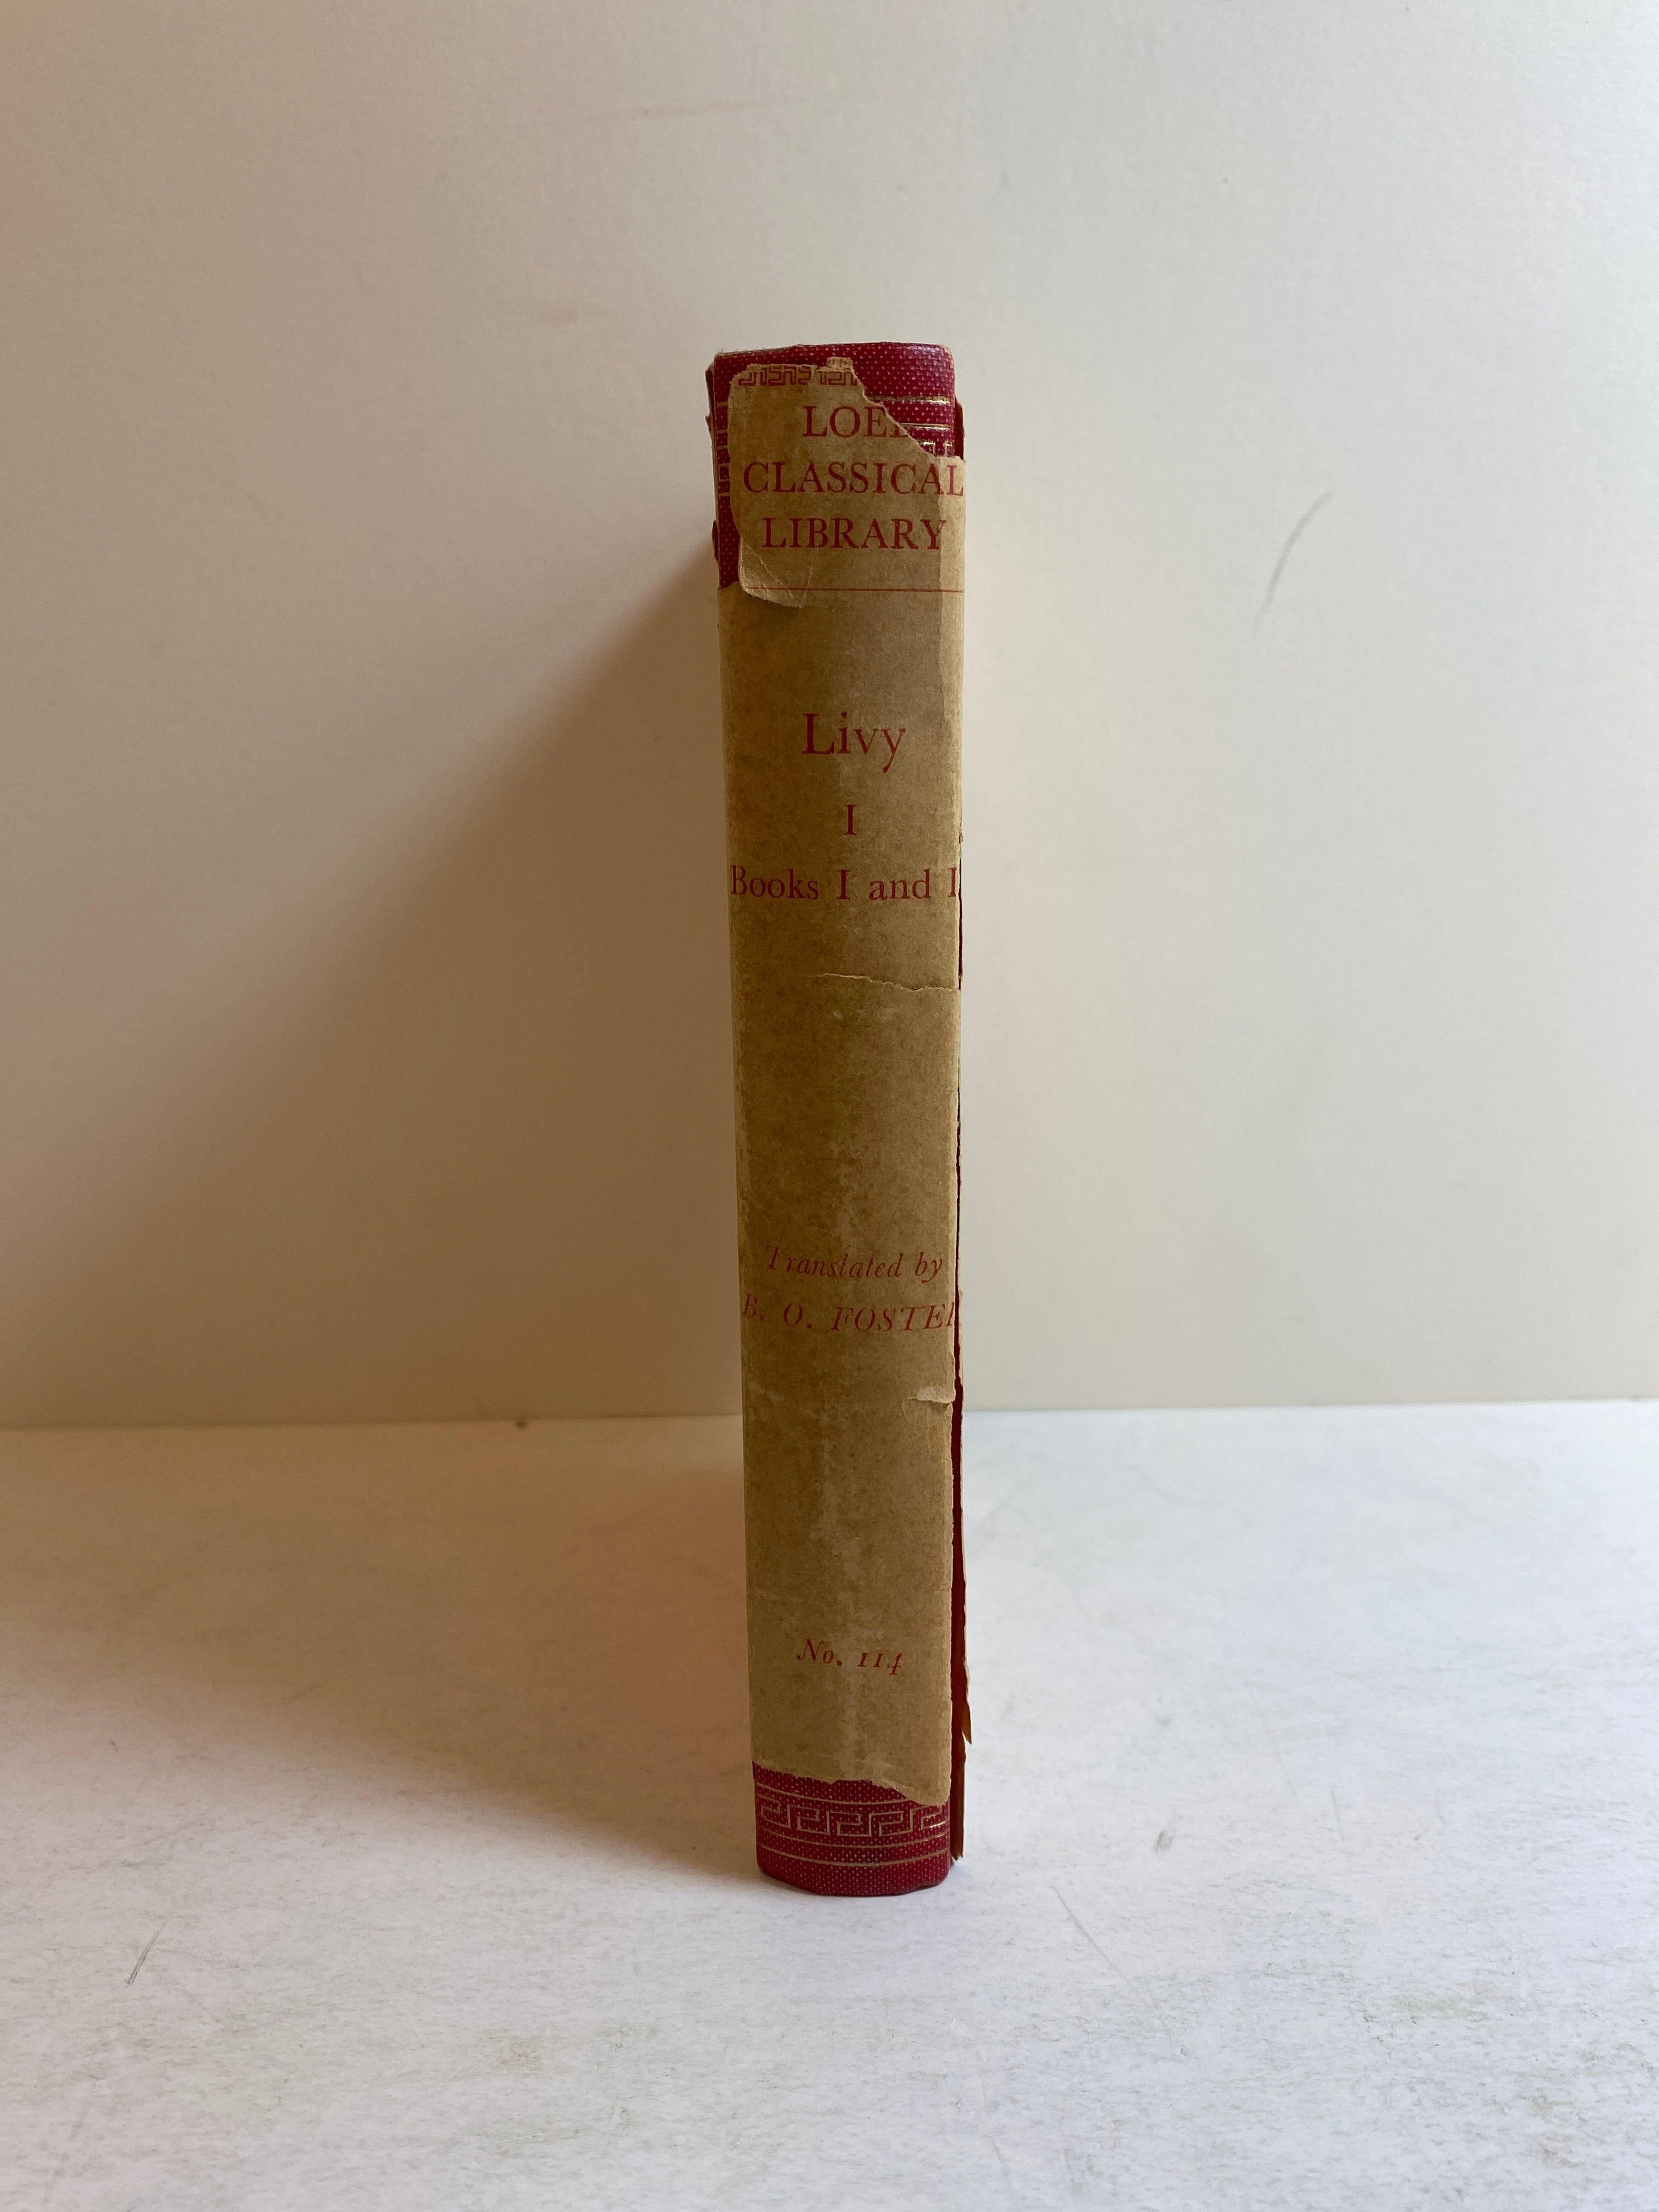 LOEB
CLASSICAL
LIBRARY
Livy
I
Books I and II
Translated by
B. O. FOSTER
No. 114